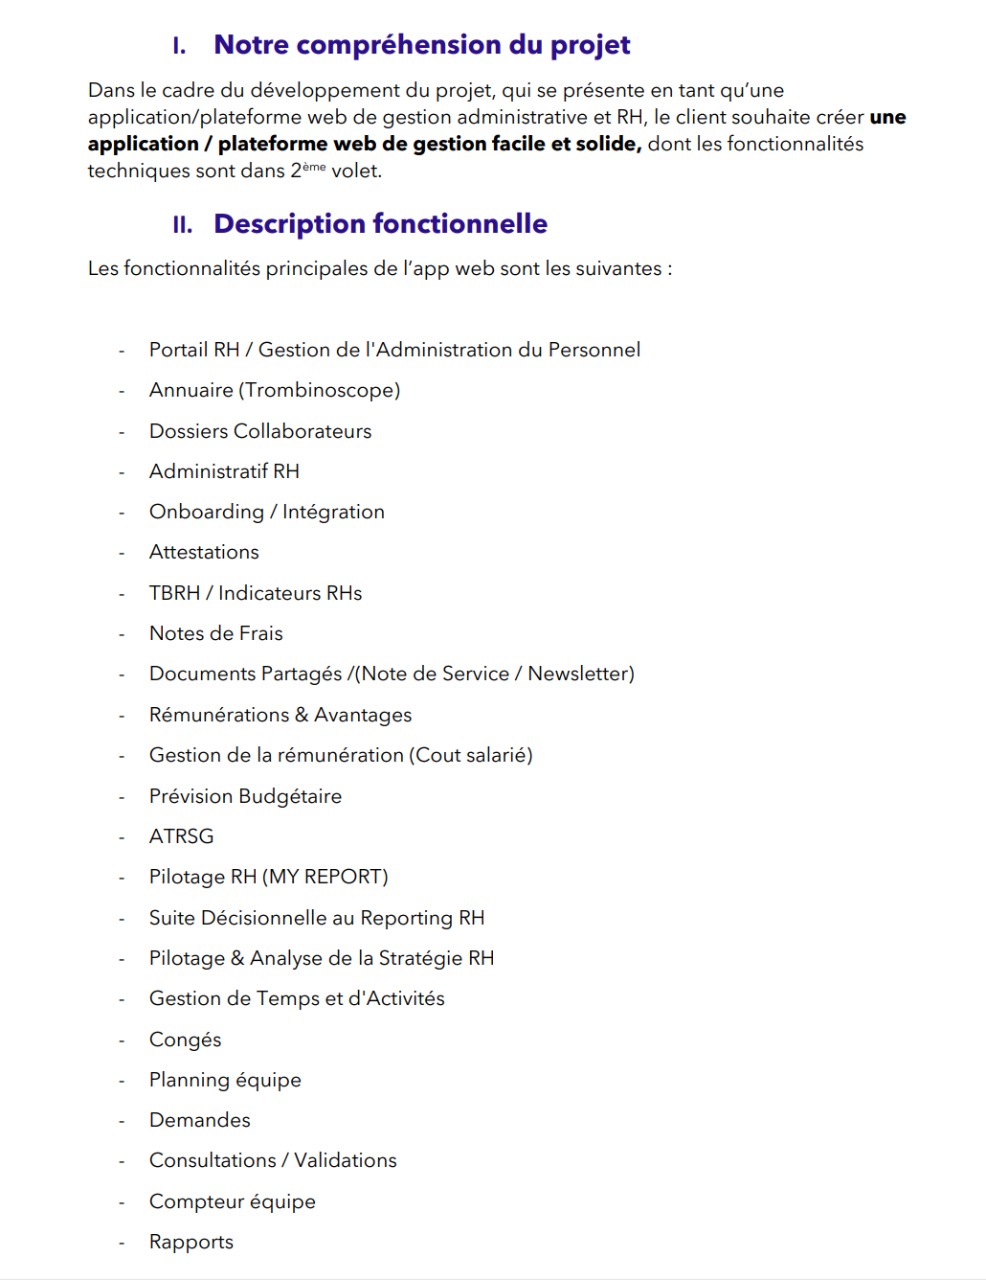 I. Notre compréhension du projet
Dans le cadre du développement du projet, qui se présente en tant qu’une
application/plateforme web de gestion administrative et RH, le client souhaite créer une
application / plateforme web de gestion facile et solide, dont les fonctionnalités
techniques sont dans 2ème volet.
II. Description fonctionnelle
Les fonctionnalités principales de l’app web sont les suivantes :
- Portail RH / Gestion de l'Administration du Personnel
- Annuaire (Trombinoscope)
- Dossiers Collaborateurs
- Administratif RH
- Onboarding / Intégration
- Attestations
- TBRH / Indicateurs RHs
- Notes de Frais
- Documents Partagés /(Note de Service / Newsletter)
- Rémunérations & Avantages
- Gestion de la rémunération (Cout salarié)
- Prévision Budgétaire
- ATRSG
- Pilotage RH (MY REPORT)
- Suite Décisionnelle au Reporting RH
- Pilotage & Analyse de la Stratégie RH
- Gestion de Temps et d'Activités
- Congés
- Planning équipe
- Demandes
- Consultations / Validations
- Compteur équipe
- Rapports